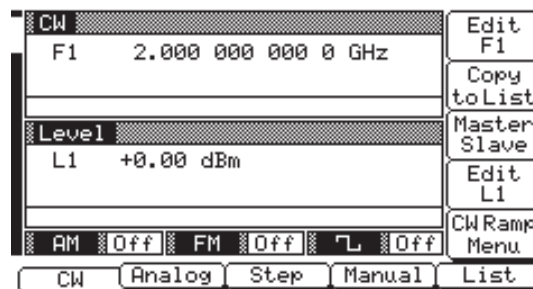 CW
F1 2.000 000 000 0 GHz
Level
L1 +0.00 dBm
AM Off FM Off Off
Edit
F1
Copy
to List
Master
Slave
Edit
L1
CW Ramp
Menu
CW Analog Step Manual List